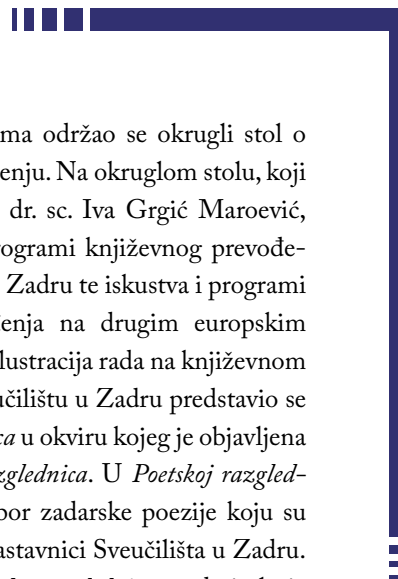 ma održao se okrugli stol o
enju. Na okruglom stolu, koji
dr. sc. Iva Grgić Maroević,
ogrami književnog prevođe-
Zadru te iskustva i programi
enja na drugim europskim
lustracija rada na književnom
učilištu u Zadru predstavio se
ca u okviru kojeg je objavljena
zglednica. U Poetskoj razgled-
bor zadarske poezije koju su
astavnici Sveučilišta u Zadru.